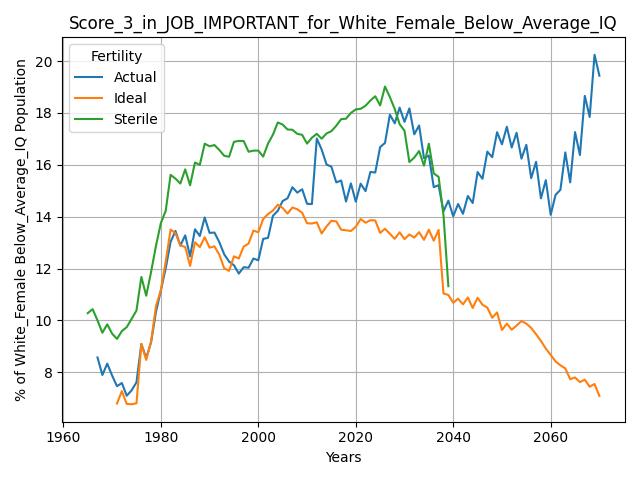 Score_3_in_JOB_IMPORTANT_for_White_Female_Below_Average_IQ
% of White_Female Below_Average_IQ Population
Fertility
Actual
Ideal
Sterile
20
18
16
14
12
10
8
1960
1980
2000
2020
2040
2060
Years